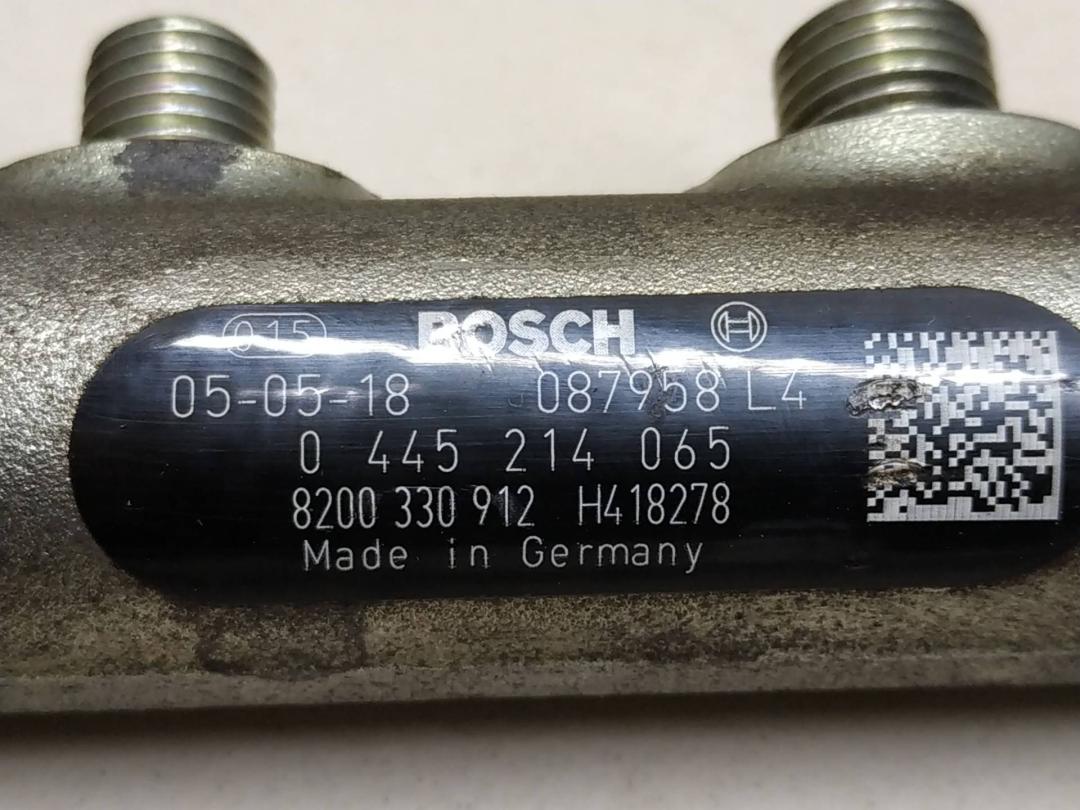 015 BOSCH
05-05-18 087958 L4
0 445 214 065
8200 330 912 H418278
Made in Germany